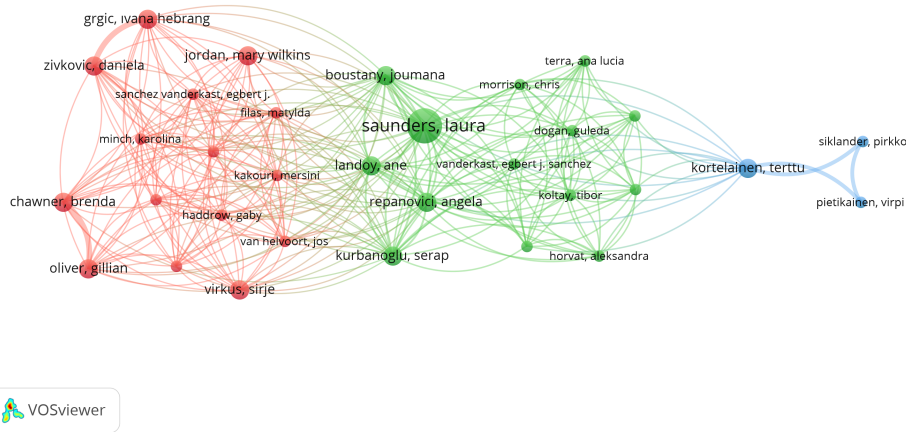 grgic, ivana hebrang
jordan, mary wilkins
zivkovic, daniela
boustany, joumana
terra, ana lucia
morrison, chris
sanchez vanderkast, egbert j.
filas, matylda
saunders, laura
dogan, guleda
minch, karolina
siklander, pirkko
landoy, ane
vanderkast, egbert j. sanchez
kortelainen, terttu
kakouri, mersini
koltay, tibor
chawner, brenda
repanovici, angela
pietikainen, virpi
haddrow, gaby
van helvoort, jos
kurbanoglu, serap
horvat, aleksandra
oliver, gillian
virkus, sirje
VOSviewer